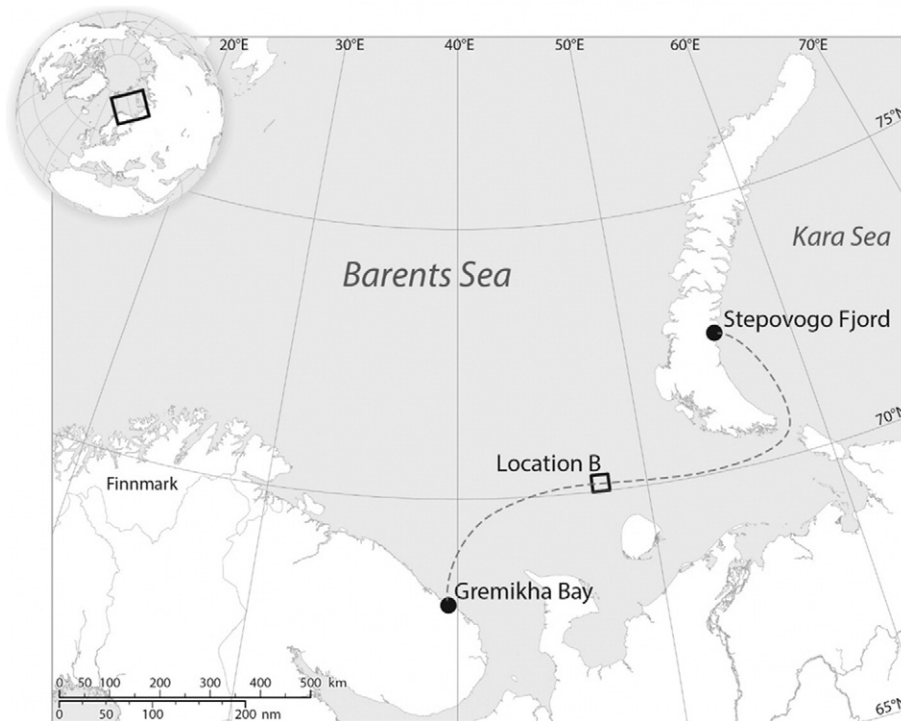 20°E
30°E
40°E
50°E
60°E
70°E
75°N
Kara Sea
Barents Sea
Stepovogo Fjord
70°N
Location B
Finnmark
Gremikha Bay
0 50 100 200 300 400 500 km
0 50 100 200 nm
65°N